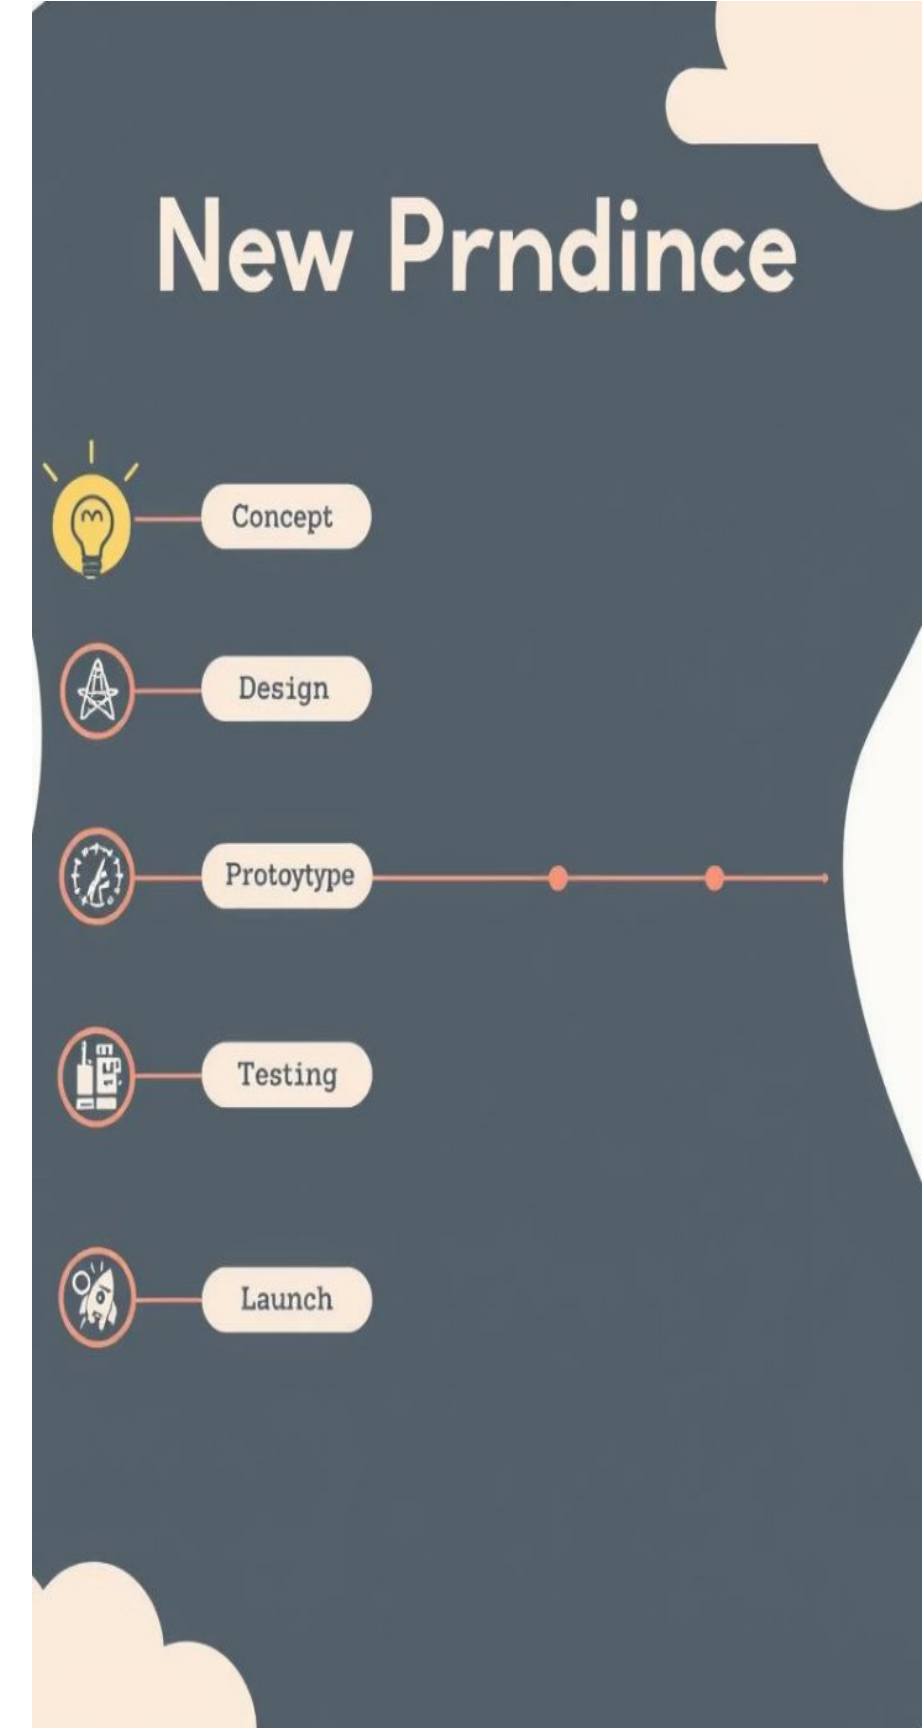 New Prndince
Concept
Design
Protoytype
Testing
Launch